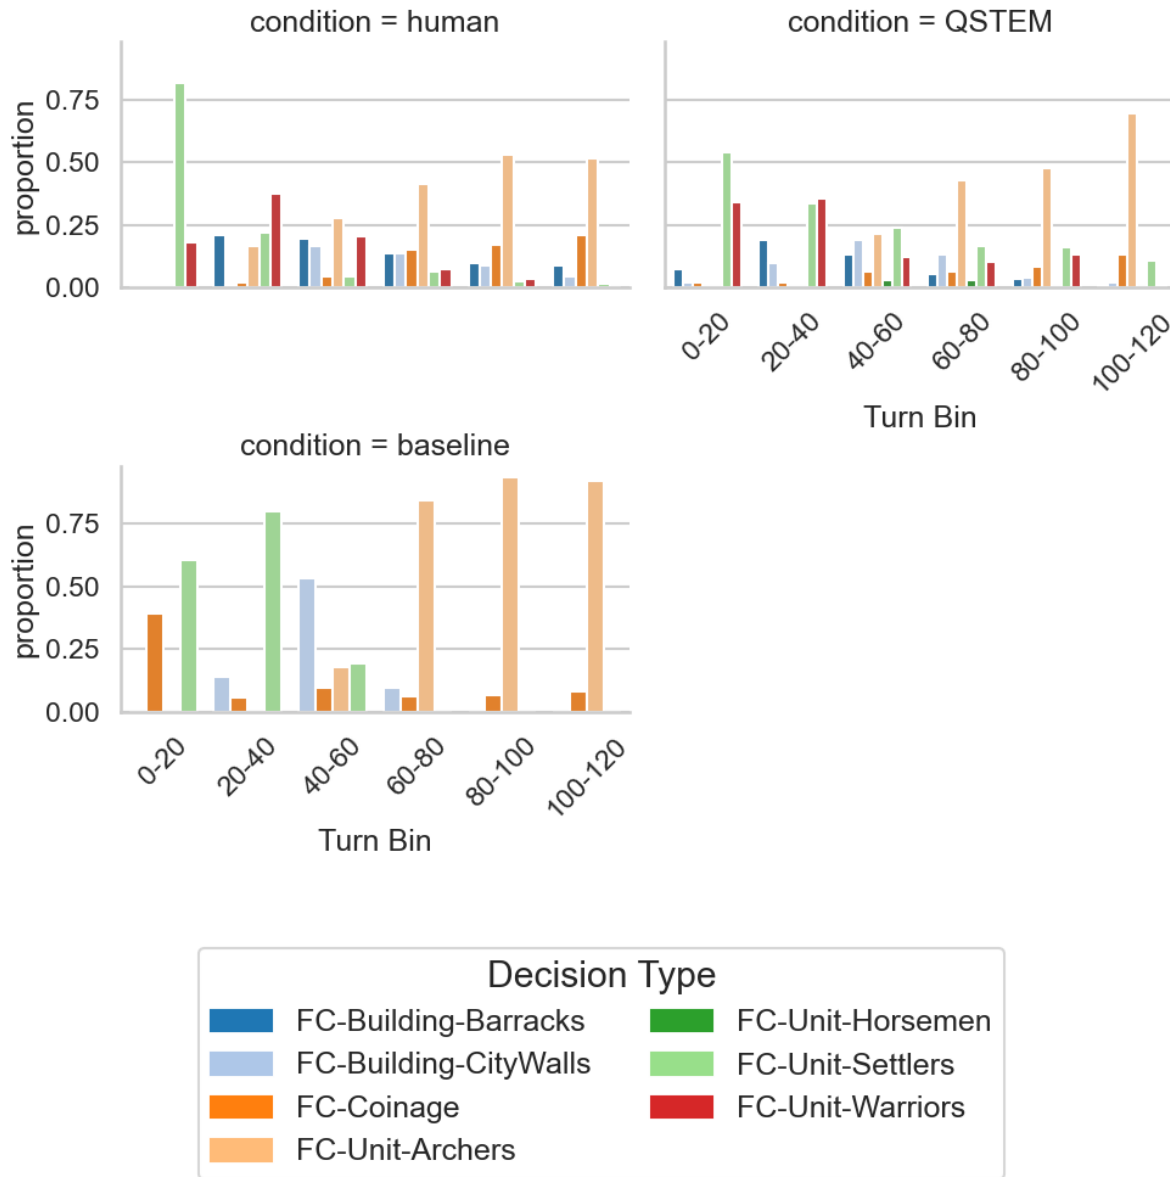 condition = human
condition = QSTEM
proportion
0.75
0.50
0.25
0.00
0-20
20-40
40-60
60-80
80-100
100-120
Turn Bin
condition = baseline
proportion
0.75
0.50
0.25
0.00
0-20
20-40
40-60
60-80
80-100
100-120
Turn Bin
Decision Type
FC-Building-Barracks
FC-Building-CityWalls
FC-Coinage
FC-Unit-Archers
FC-Unit-Horsemen
FC-Unit-Settlers
FC-Unit-Warriors